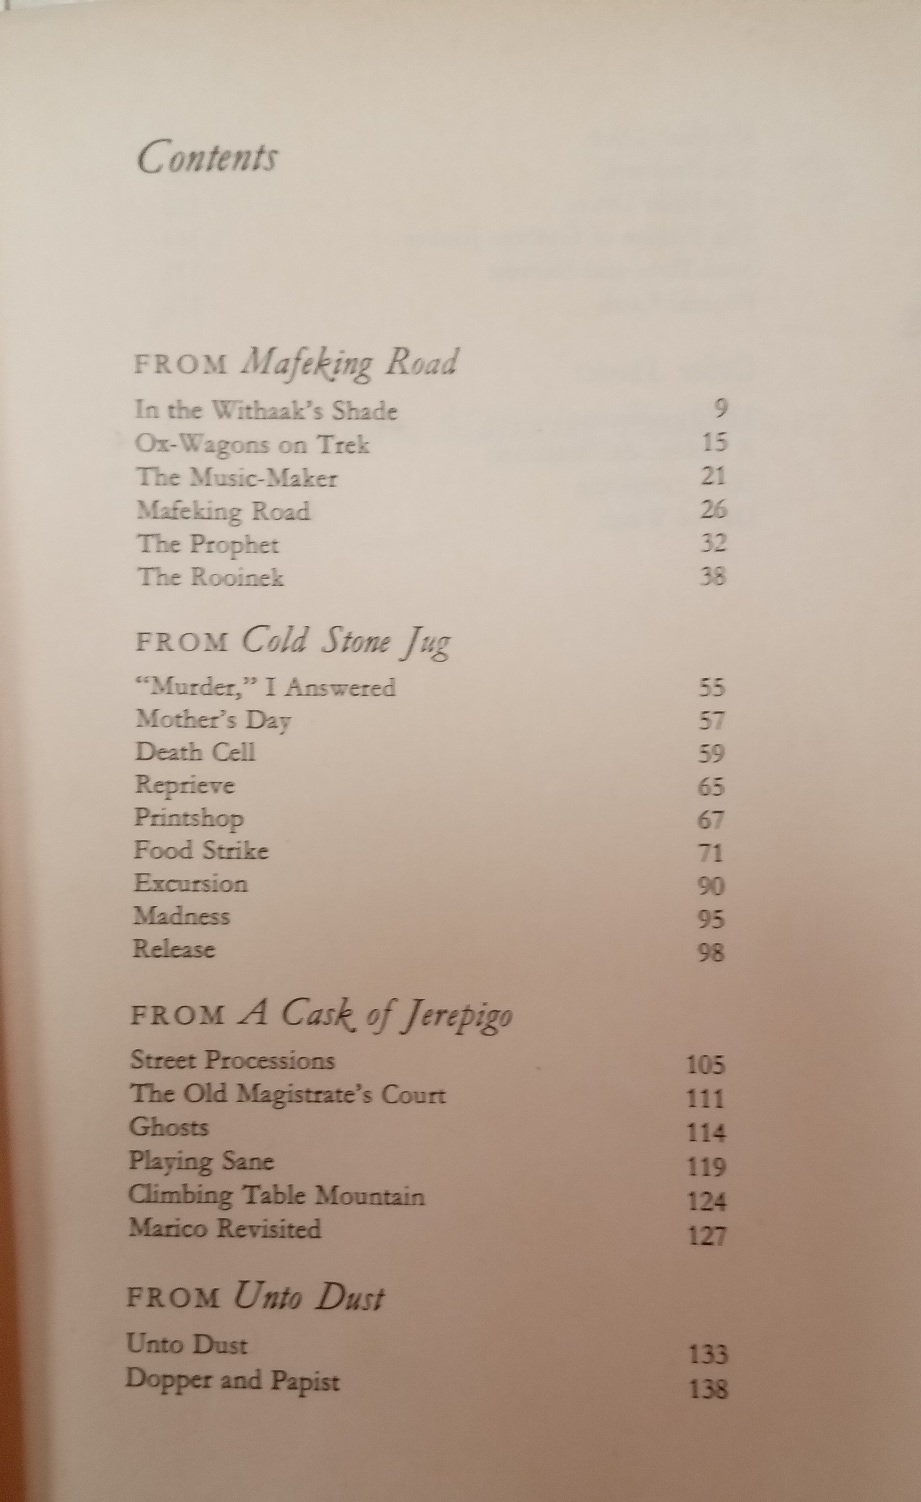 Contents
FROM Mafeking Road
In the Withaak's Shade 9
Ox-Wagons on Trek 15
The Music-Maker 21
Mafeking Road 26
The Prophet 32
The Rooinek 38
FROM Cold Stone Jug
“Murder,” I Answered 55
Mother's Day 57
Death Cell 59
Reprieve 65
Printshop 67
Food Strike 71
Excursion 90
Madness 95
Release 98
FROM A Cask of Jerepigo
Street Processions 105
The Old Magistrate's Court 111
Ghosts 114
Playing Sane 119
Climbing Table Mountain 124
Marico Revisited 127
FROM Unto Dust
Unto Dust 133
Dopper and Papist 138